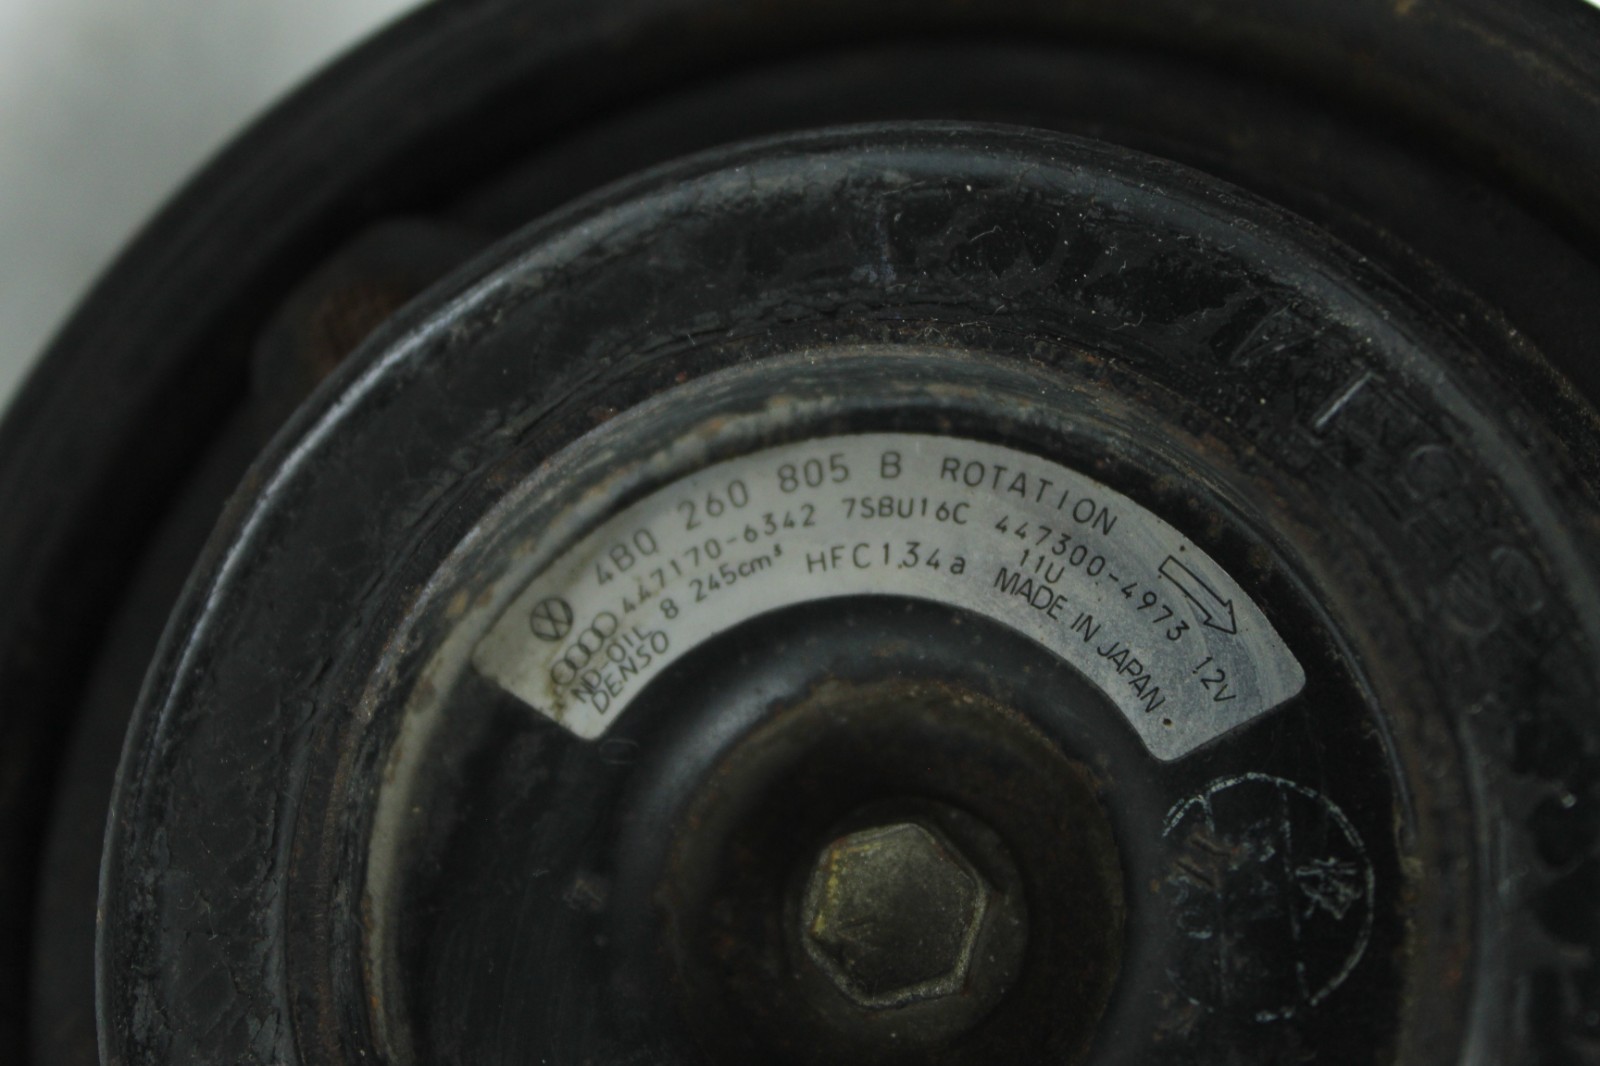 4B0 260 805 B ROTATION
447170-6342 7SBU16C 447300-4973 12V
ND-OIL 8 245cm³ HFC134a 11U
DENSO MADE IN JAPAN